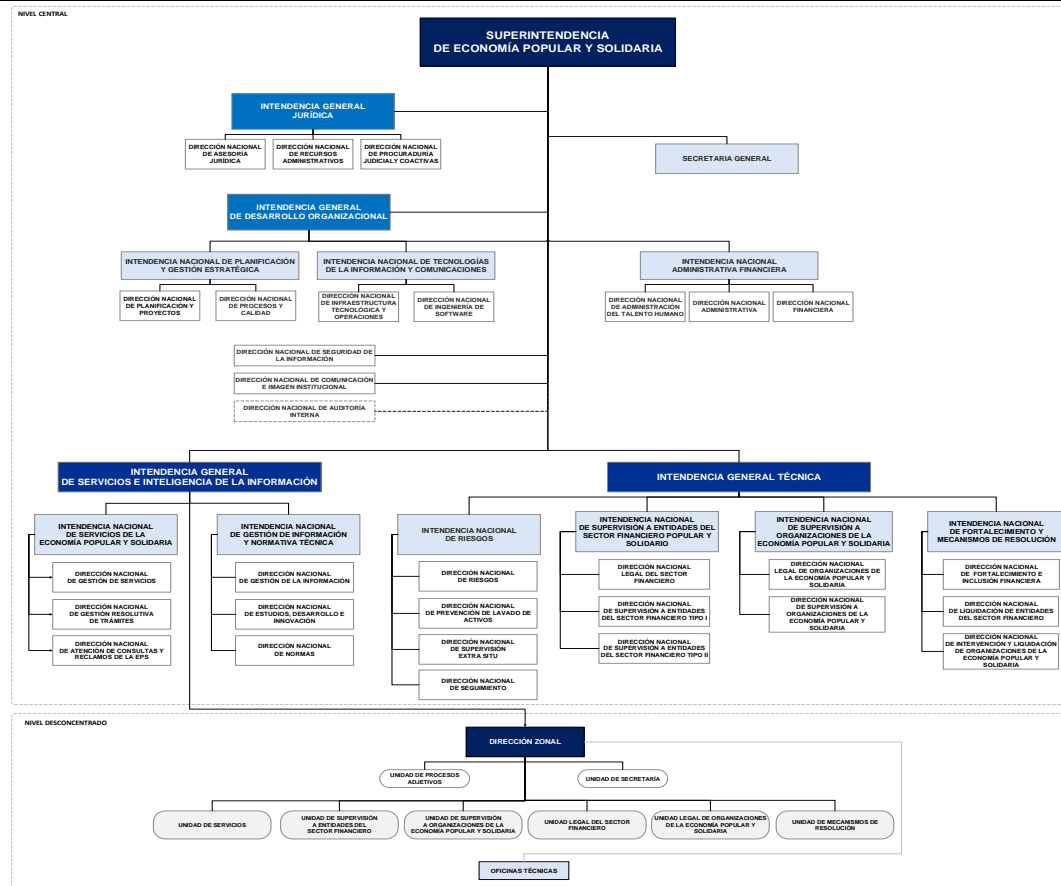 NIVEL CENTRAL
SUPERINTENDENCIA
DE ECONOMÍA POPULAR Y SOLIDARIA
INTENDENCIA GENERAL
JURÍDICA
DIRECCIÓN NACIONAL
DE ASESORÍA
JURÍDICA
DIRECCIÓN NACIONAL
DE RECURSOS
ADMINISTRATIVOS
DIRECCIÓN NACIONAL
DE PROCURADURÍA
JUDICIAL Y COACTIVAS
SECRETARIA GENERAL
INTENDENCIA GENERAL
DE DESARROLLO ORGANIZACIONAL
INTENDENCIA NACIONAL DE PLANIFICACIÓN
Y GESTIÓN ESTRATÉGICA
INTENDENCIA NACIONAL DE TECNOLOGÍAS
DE LA INFORMACIÓN Y COMUNICACIONES
INTENDENCIA NACIONAL
ADMINISTRATIVA FINANCIERA
DIRECCIÓN NACIONAL
DE PLANIFICACIÓN Y
PROYECTOS
DIRECCIÓN NACIONAL
DE PROCESOS Y
CALIDAD
DIRECCIÓN NACIONAL
DE INFRAESTRUCTURA
TECNOLÓGICA Y
OPERACIONES
DIRECCIÓN NACIONAL
DE INGENIERÍA DE
SOFTWARE
DIRECCIÓN NACIONAL
DE ADMINISTRACIÓN
DEL TALENTO HUMANO
DIRECCIÓN NACIONAL
ADMINISTRATIVA
DIRECCIÓN NACIONAL
FINANCIERA
DIRECCIÓN NACIONAL DE SEGURIDAD DE
LA INFORMACIÓN
DIRECCIÓN NACIONAL DE COMUNICACIÓN
E IMAGEN INSTITUCIONAL
DIRECCIÓN NACIONAL DE AUDITORÍA
INTERNA
INTENDENCIA GENERAL
DE SERVICIOS E INTELIGENCIA DE LA INFORMACIÓN
INTENDENCIA GENERAL TÉCNICA
INTENDENCIA NACIONAL
DE SERVICIOS DE LA
ECONOMÍA POPULAR Y SOLIDARIA
DIRECCIÓN NACIONAL
DE GESTIÓN DE SERVICIOS
DIRECCIÓN NACIONAL
DE GESTIÓN RESOLUTIVA
DE TRÁMITES
DIRECCIÓN NACIONAL
DE ATENCIÓN DE CONSULTAS Y
RECLAMOS DE LA EPS
INTENDENCIA NACIONAL
DE GESTIÓN DE INFORMACIÓN
Y NORMATIVA TÉCNICA
DIRECCIÓN NACIONAL
DE GESTIÓN DE LA INFORMACIÓN
DIRECCIÓN NACIONAL
DE ESTUDIOS, DESARROLLO E
INNOVACIÓN
DIRECCIÓN NACIONAL
DE NORMAS
INTENDENCIA NACIONAL
DE RIESGOS
DIRECCIÓN NACIONAL
DE RIESGOS
DIRECCIÓN NACIONAL
DE PREVENCIÓN DE LAVADO DE
ACTIVOS
DIRECCIÓN NACIONAL
DE SUPERVISIÓN
EXTRA SITU
DIRECCIÓN NACIONAL
DE SEGUIMIENTO
INTENDENCIA NACIONAL
DE SUPERVISIÓN A ENTIDADES DEL
SECTOR FINANCIERO POPULAR Y
SOLIDARIO
DIRECCIÓN NACIONAL
LEGAL DEL SECTOR
FINANCIERO
DIRECCIÓN NACIONAL
DE SUPERVISIÓN A ENTIDADES
DEL SECTOR FINANCIERO TIPO I
DIRECCIÓN NACIONAL
DE SUPERVISIÓN A ENTIDADES
DEL SECTOR FINANCIERO TIPO II
INTENDENCIA NACIONAL
DE SUPERVISIÓN A
ORGANIZACIONES DE LA
ECONOMÍA POPULAR Y SOLIDARIA
DIRECCIÓN NACIONAL
LEGAL DE ORGANIZACIONES DE
LA ECONOMÍA POPULAR Y
SOLIDARIA
DIRECCIÓN NACIONAL
DE SUPERVISIÓN A
ORGANIZACIONES DE LA
ECONOMÍA POPULAR Y
SOLIDARIA
INTENDENCIA NACIONAL
DE FORTALECIMIENTO Y
MECANISMOS DE RESOLUCIÓN
DIRECCIÓN NACIONAL
DE FORTALECIMIENTO E
INCLUSIÓN FINANCIERA
DIRECCIÓN NACIONAL
DE LIQUIDACIÓN DE ENTIDADES
DEL SECTOR FINANCIERO
DIRECCIÓN NACIONAL
DE INTERVENCIÓN Y LIQUIDACIÓN
DE ORGANIZACIONES DE LA
ECONOMÍA POPULAR Y
SOLIDARIA
NIVEL DESCONCENTRADO
DIRECCIÓN ZONAL
UNIDAD DE PROCESOS
ADJETIVOS
UNIDAD DE SECRETARÍA
UNIDAD DE SERVICIOS
UNIDAD DE SUPERVISIÓN
A ENTIDADES DEL
SECTOR FINANCIERO
UNIDAD DE SUPERVISIÓN
A ORGANIZACIONES DE LA
ECONOMÍA POPULAR Y SOLIDARIA
UNIDAD LEGAL DEL SECTOR
FINANCIERO
UNIDAD LEGAL DE ORGANIZACIONES
DE LA ECONOMÍA POPULAR Y
SOLIDARIA
UNIDAD DE MECANISMOS DE
RESOLUCIÓN
OFICINAS TÉCNICAS